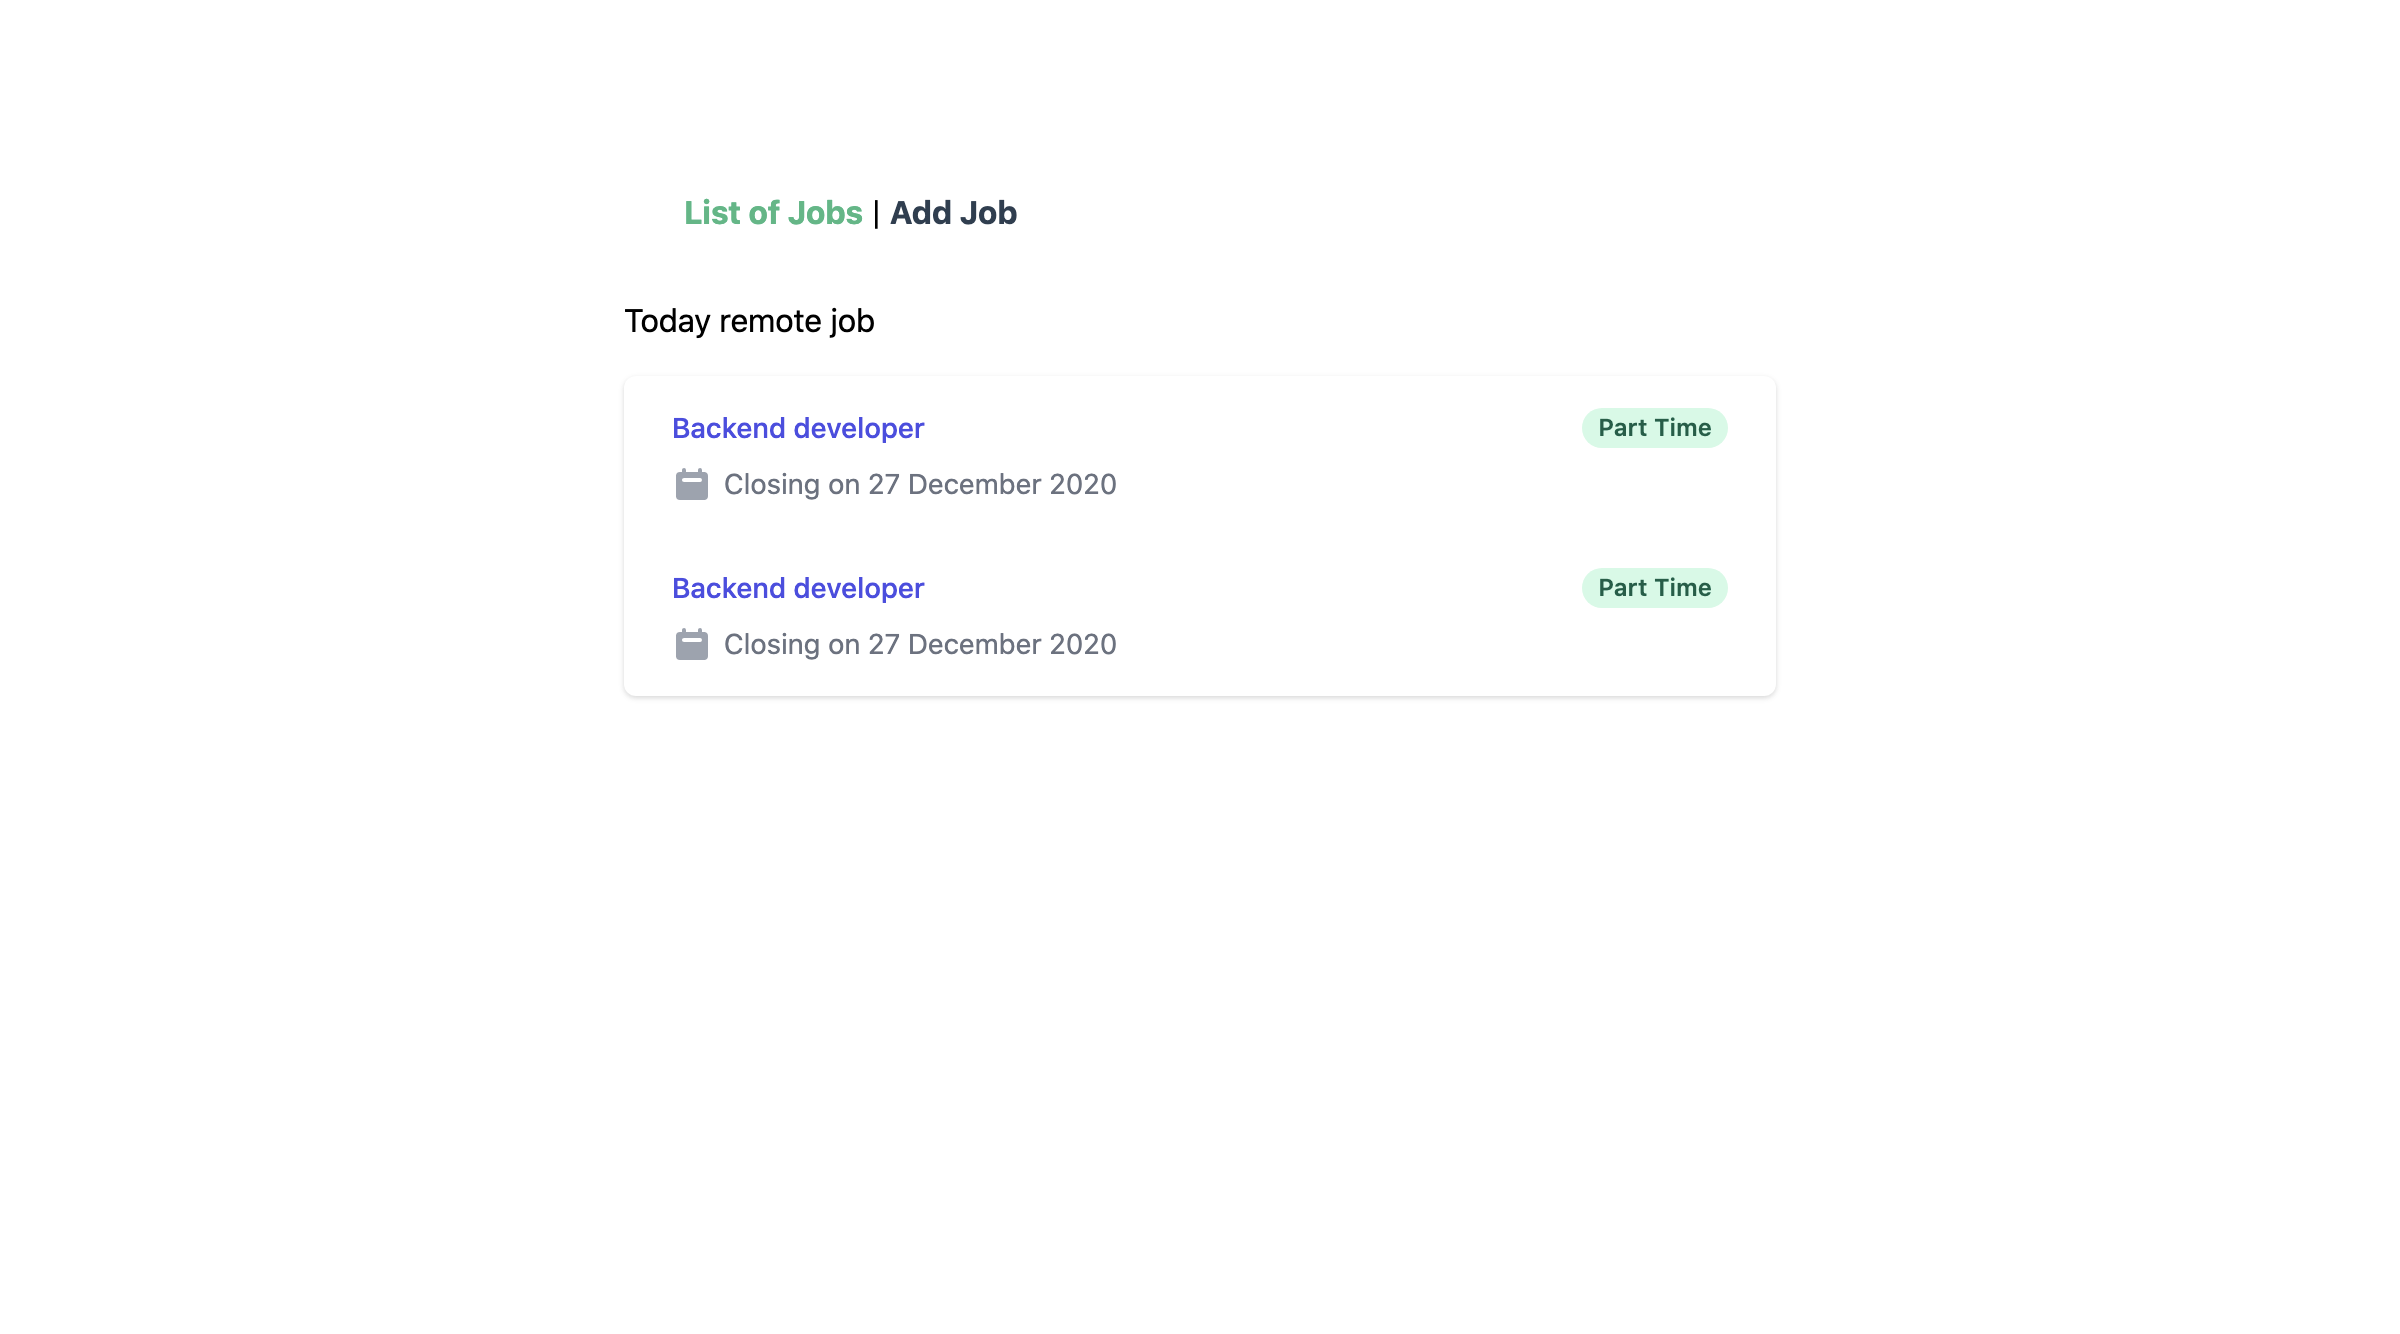 List of Jobs | Add Job
Today remote job
Backend developer Part Time
Closing on 27 December 2020
Backend developer Part Time
Closing on 27 December 2020